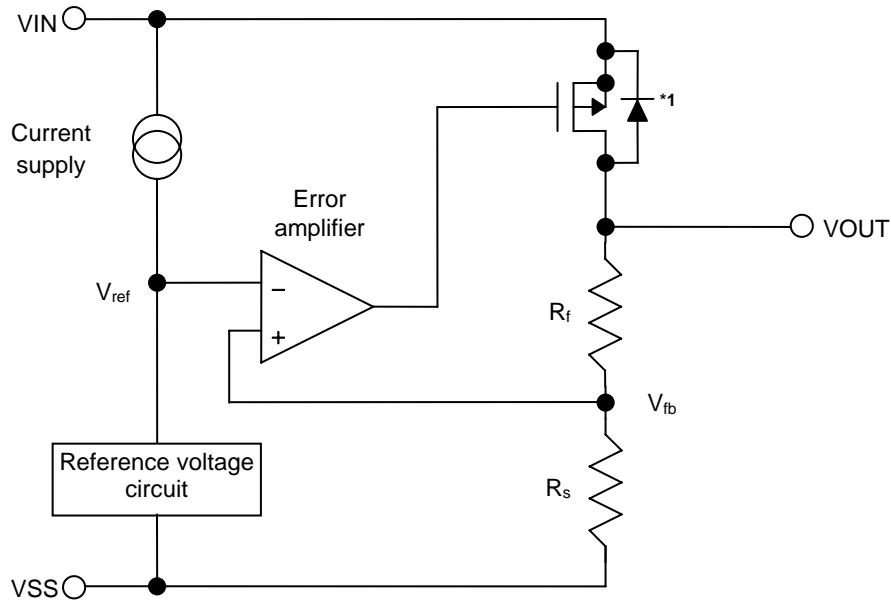 VIN
*1
Current
supply
Error
amplifier
VOUT
Vref
−
+
Rf
Vfb
Reference voltage
circuit
Rs
VSS